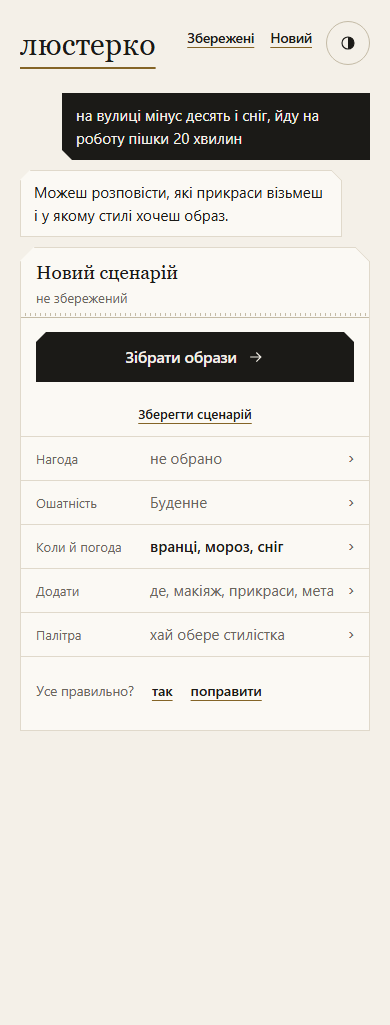 люстерко
Збережені Новий
на вулиці мінус десять і сніг, йду на
роботу пішки 20 хвилин
Можеш розповісти, які прикраси візьмеш
і у якому стилі хочеш образ.
Новий сценарій
не збережений
Зібрати образи →
Зберегти сценарій
Нагода не обрано
Ошатність Буденне
Коли й погода вранці, мороз, сніг
Додати де, макіяж, прикраси, мета
Палітра хай обере стилістка
Усе правильно? так поправити